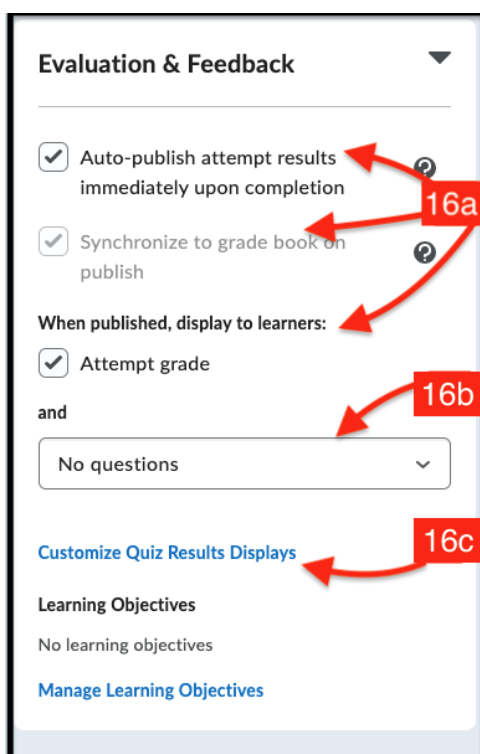 Evaluation & Feedback
Auto-publish attempt results
immediately upon completion
16a
Synchronize to grade book on
publish
When published, display to learners:
Attempt grade
16b
and
No questions
16c
Customize Quiz Results Displays
Learning Objectives
No learning objectives
Manage Learning Objectives